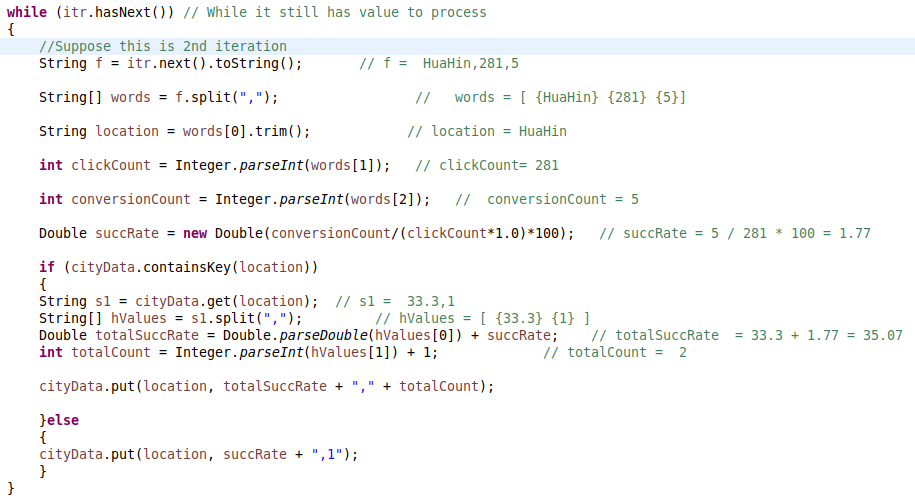 while (itr.hasNext()) // While it still has value to process
{
//Suppose this is 2nd iteration
String f = itr.next().toString(); // f = HuaHin,281,5
String[] words = f.split(","); // words = [ {HuaHin} {281} {5}]
String location = words[0].trim(); // location = HuaHin
int clickCount = Integer.parseInt(words[1]); // clickCount= 281
int conversionCount = Integer.parseInt(words[2]); // conversionCount = 5
Double succRate = new Double(conversionCount/(clickCount*1.0)*100); // succRate = 5 / 281 * 100 = 1.77
if (cityData.containsKey(location))
{
String s1 = cityData.get(location); // s1 = 33.3,1
String[] hValues = s1.split(","); // hValues = [ {33.3} {1} ]
Double totalSuccRate = Double.parseDouble(hValues[0]) + succRate; // totalSuccRate = 33.3 + 1.77 = 35.07
int totalCount = Integer.parseInt(hValues[1]) + 1; // totalCount = 2
cityData.put(location, totalSuccRate + "," + totalCount);
}else
{
cityData.put(location, succRate + ",1");
}
}